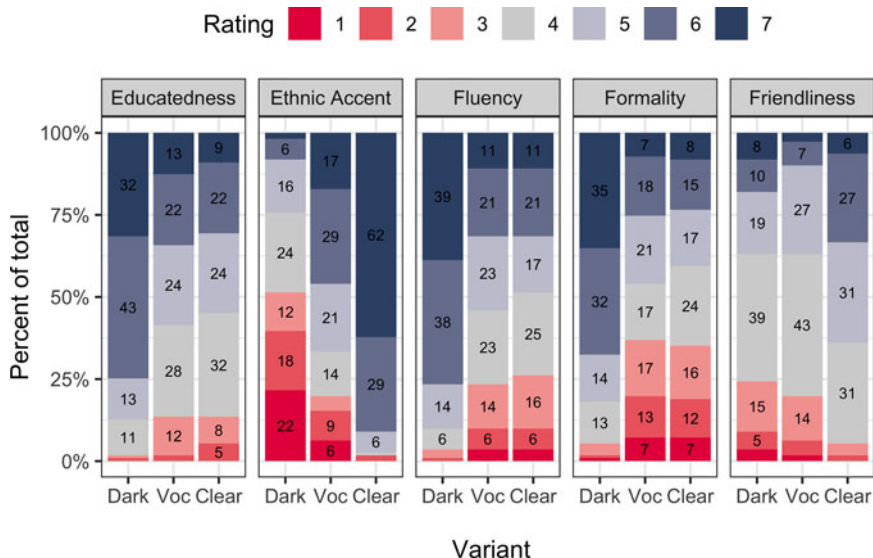 Rating 1 2 3 4 5 6 7
Educatedness Ethnic Accent Fluency Formality Friendliness
Percent of total
100%
75%
50%
25%
0%
32 43 13 11
13 22 24 28 12
9 22 24 32 8 5
6 16 24 12 18 22
17 29 21 14 9 6
62 29 6
39 38 14 6
11 21 23 23 14 6
11 21 17 25 16 6
35 32 14 13
7 18 21 17 17 13 7
8 15 17 24 16 12 7
8 10 19 39 15 5
7 27 43 14
6 27 31 31
Dark Voc Clear Dark Voc Clear Dark Voc Clear Dark Voc Clear Dark Voc Clear
Variant